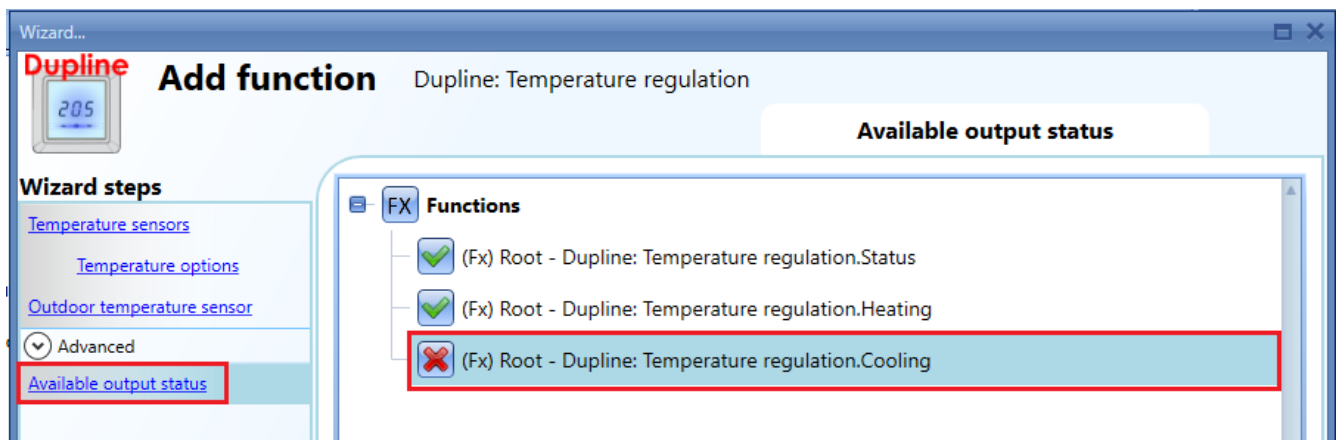 Wizard...
Dupline
205
Add function Dupline: Temperature regulation
Available output status
Wizard steps
Temperature sensors
Temperature options
Outdoor temperature sensor
Advanced
Available output status
FX Functions
(Fx) Root - Dupline: Temperature regulation.Status
(Fx) Root - Dupline: Temperature regulation.Heating
(Fx) Root - Dupline: Temperature regulation.Cooling